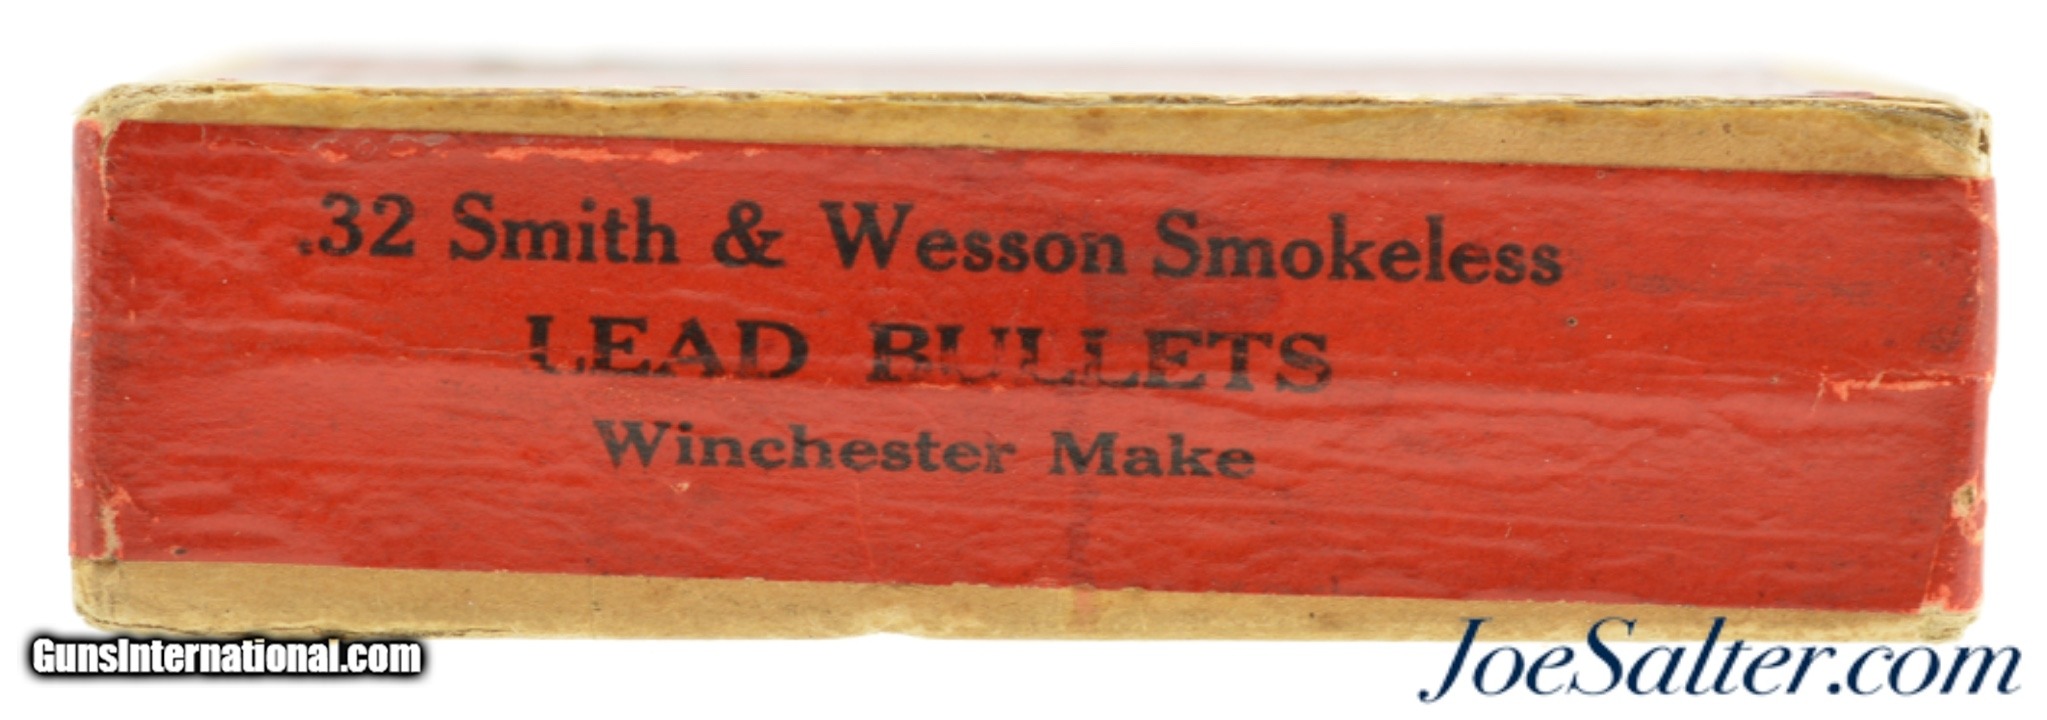 .32 Smith & Wesson Smokeless
LEAD BULLETS
Winchester Make
GunsInternational.com
JoeSalter.com